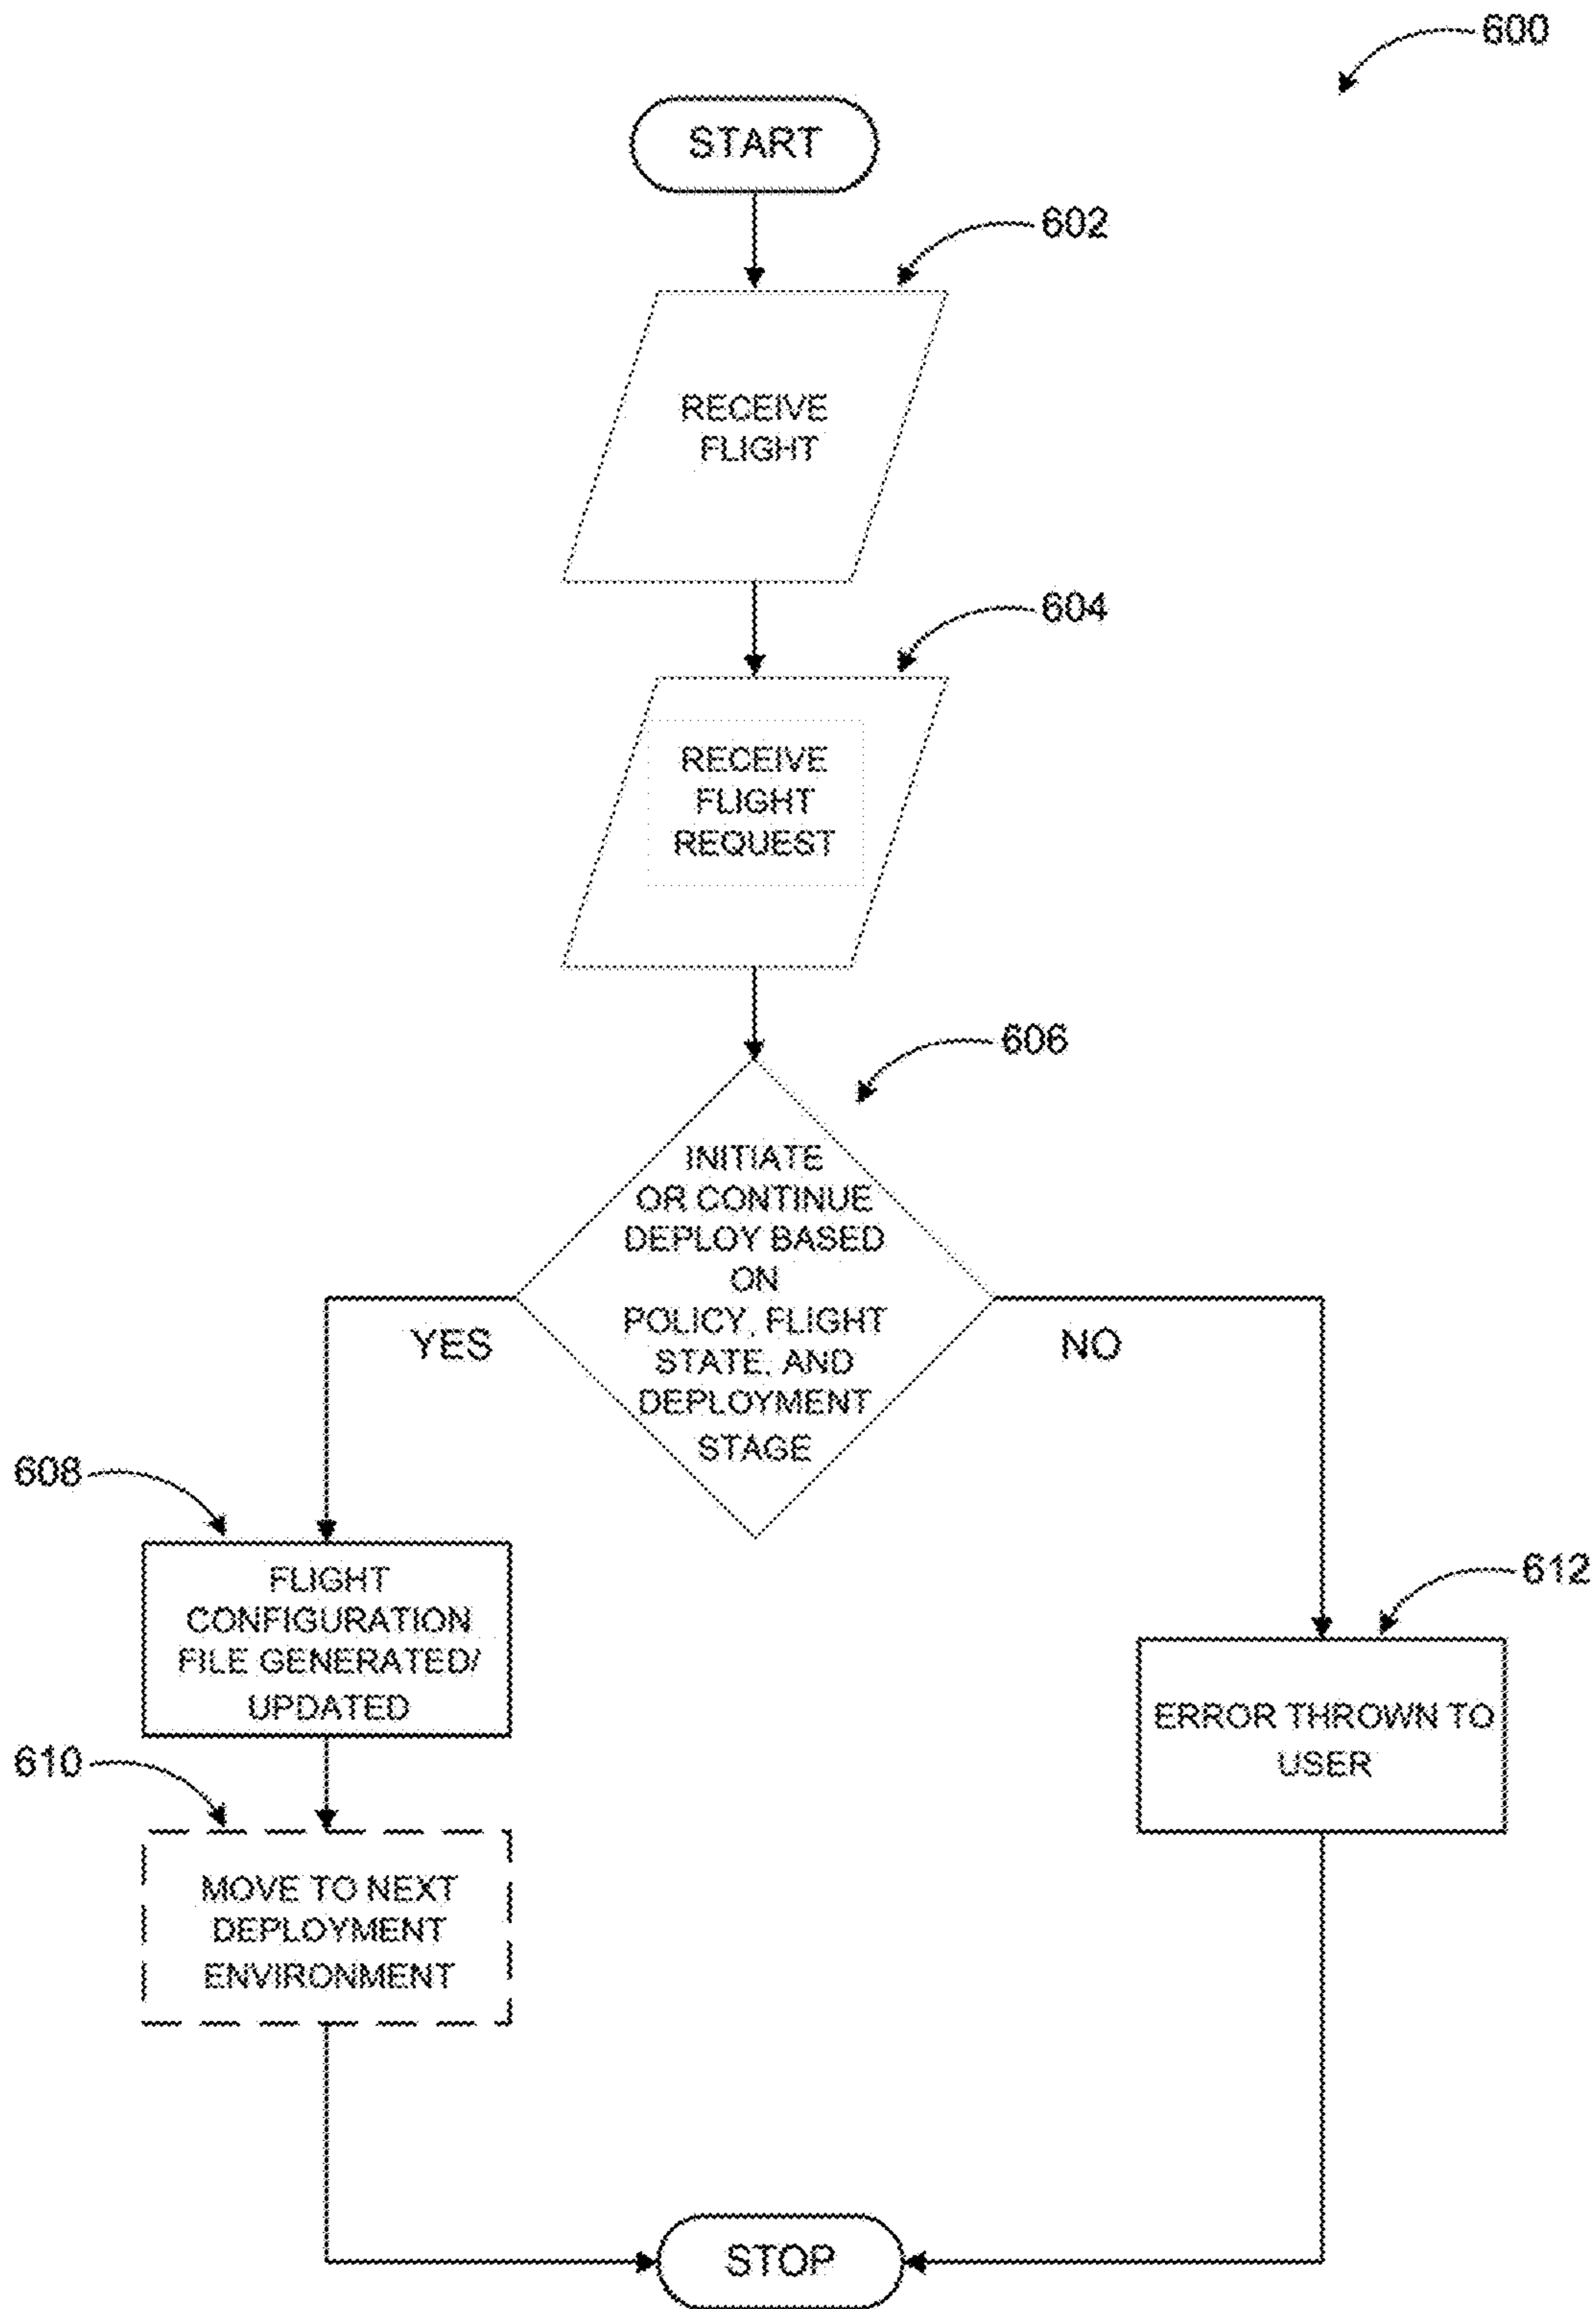 600
START
602
RECEIVE
FLIGHT
604
RECEIVE
FLIGHT
REQUEST
606
INITIATE
OR CONTINUE
DEPLOY BASED
ON
POLICY, FLIGHT
STATE, AND
DEPLOYMENT
STAGE
YES
NO
608
FLIGHT
CONFIGURATION
FILE GENERATED/
UPDATED
612
ERROR THROWN TO
USER
610
MOVE TO NEXT
DEPLOYMENT
ENVIRONMENT
STOP